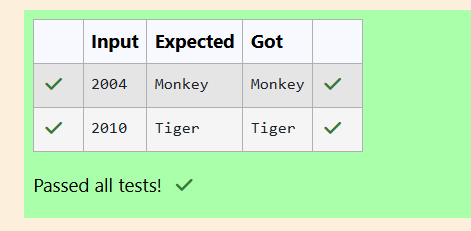 Input Expected Got
2004 Monkey Monkey
2010 Tiger Tiger
Passed all tests!